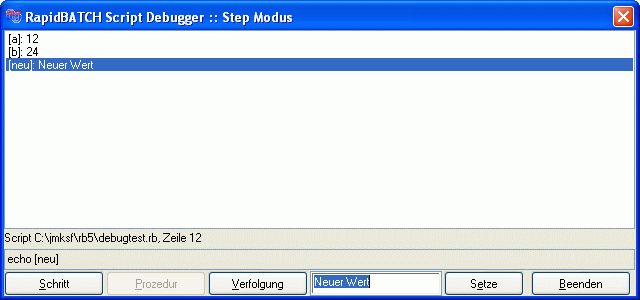 RapidBATCH Script Debugger :: Step Modus
[a]: 12
[b]: 24
[neu]: Neuer Wert
Script C:\jmksf\rb5\debugtest.rb, Zeile 12
echo [neu]
Schritt Prozedur Verfolgung Neuer Wert Setze Beenden